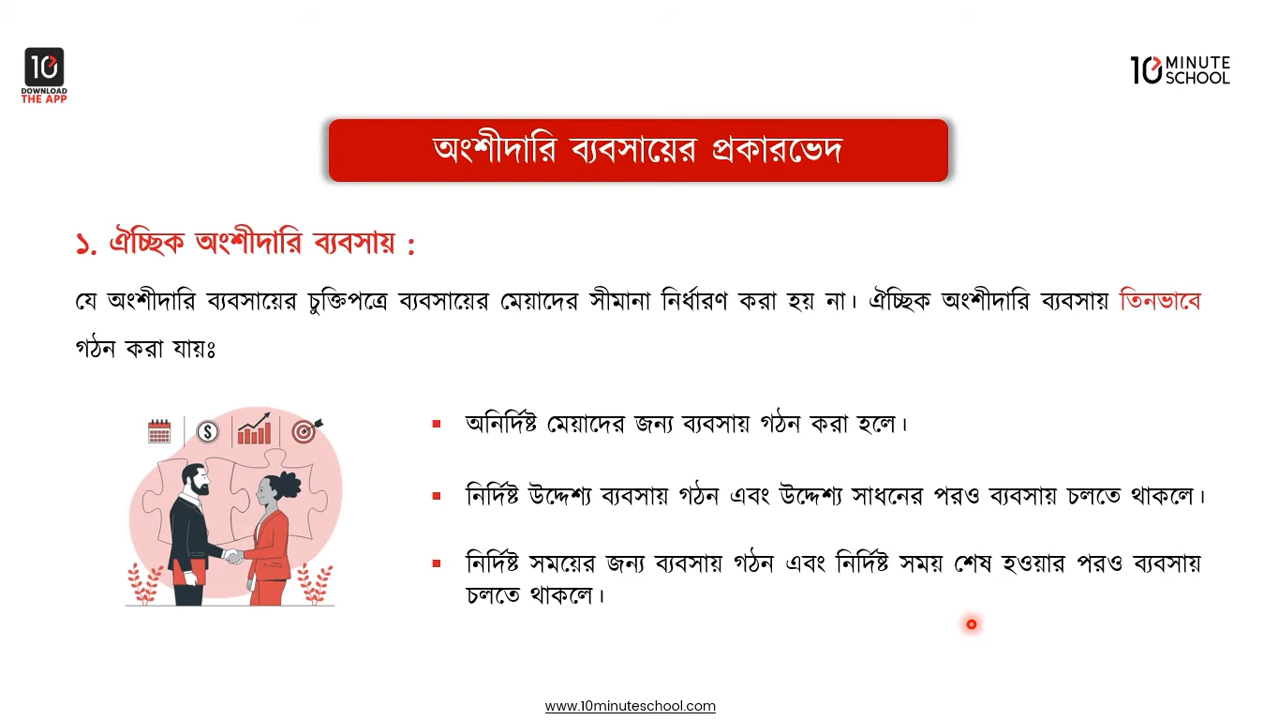 10
DOWNLOAD
THE APP
10 MINUTE
SCHOOL
অংশীদারি ব্যবসায়ের প্রকারভেদ
১. ঐচ্ছিক অংশীদারি ব্যবসায় :
যে অংশীদারি ব্যবসায়ের চুক্তিপত্রে ব্যবসায়ের মেয়াদের সীমানা নির্ধারণ করা হয় না। ঐচ্ছিক অংশীদারি ব্যবসায় তিনভাবে
গঠন করা যায়ঃ
▪ অনির্দিষ্ট মেয়াদের জন্য ব্যবসায় গঠন করা হলে।
▪ নির্দিষ্ট উদ্দেশ্য ব্যবসায় গঠন এবং উদ্দেশ্য সাধনের পরও ব্যবসায় চলতে থাকলে।
▪ নির্দিষ্ট সময়ের জন্য ব্যবসায় গঠন এবং নির্দিষ্ট সময় শেষ হওয়ার পরও ব্যবসায়
চলতে থাকলে।
www.10minuteschool.com